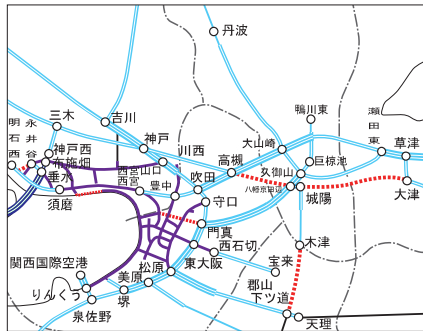 丹波
三木
吉川
鴨川東
瀬田東
明石西
永井谷
神戸西
布施畑
神戸
川西
大山崎
草津
高槻
久御山
巨椋池
垂水
西宮山口
西宮
豊中
吹田
八幡京田辺
大津
須磨
守口
城陽
門真
西石切
木津
関西国際空港
松原
東大阪
宝来
りんくう
美原
郡山
下ツ道
堺
泉佐野
天理